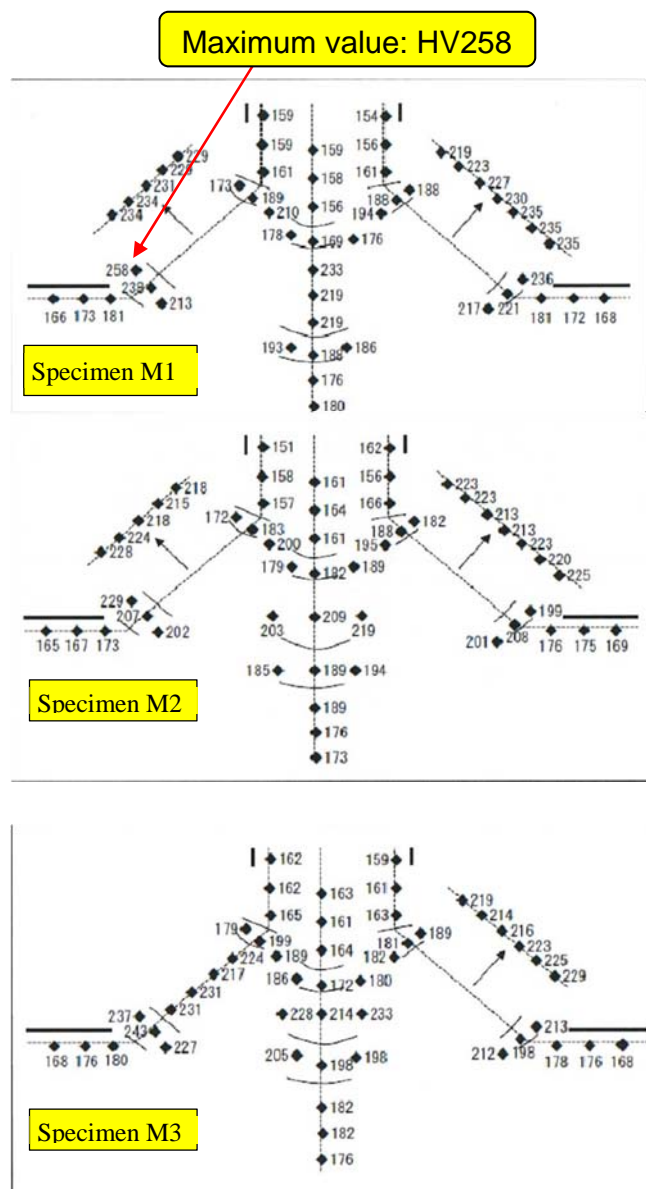 Maximum value: HV258
159 154
159 159 156
161 158 161
229 219
229 223
231 227
234 230
234 235
235
235
173 189 156 188 188
210 194
178 169 176
258 233 236
238 219 221
213 217
166 173 181 181 172 168
219
193 188 186
Specimen M1
176
180
151 162
158 161 156
157 164 166
218 223
215 223
218 213
224 213
228 223
220
225
172 183 161 188 182
200 195
179 182 189
229 199
207 203 209 219 208
202 201
165 167 173 176 175 169
185 189 194
Specimen M2
189
176
173
162 159
162 163 161
165 161 163
219
214
216
223
225
229
179 199 164 181 189
224 189 182
217 186 172 180
231
231
237 228 214 233 213
243 198
227 212
168 176 180 178 176 168
205 198 198
Specimen M3
182
182
176